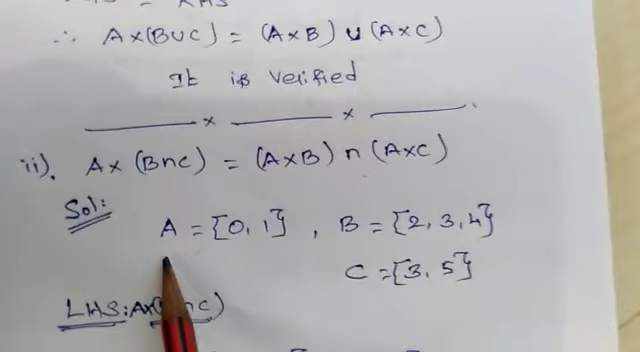 ∴ A×(B∪C) = (A×B) ∪ (A×C)
It is verified
ii). A×(B∩C) = (A×B) ∩ (A×C)
Sol:
A = {0, 1} , B = {2, 3, 4}
C = {3, 5}
LHS: A×( ∩C)